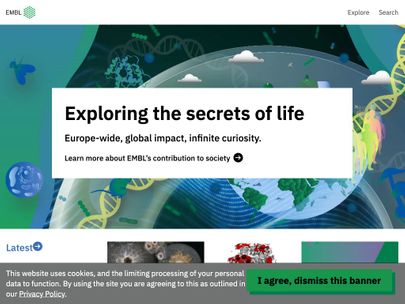 EMBL
Explore Search
Exploring the secrets of life
Europe-wide, global impact, infinite curiosity.
Learn more about EMBL's contribution to society
Latest
This website uses cookies, and the limiting processing of your personal
data to function. By using the site you are agreeing to this as outlined in
our Privacy Policy.
I agree, dismiss this banner